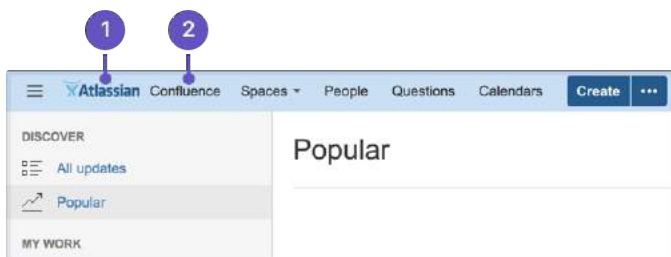 1 2
Atlassian Confluence Spaces People Questions Calendars Create ...
DISCOVER
Popular
All updates
Popular
MY WORK